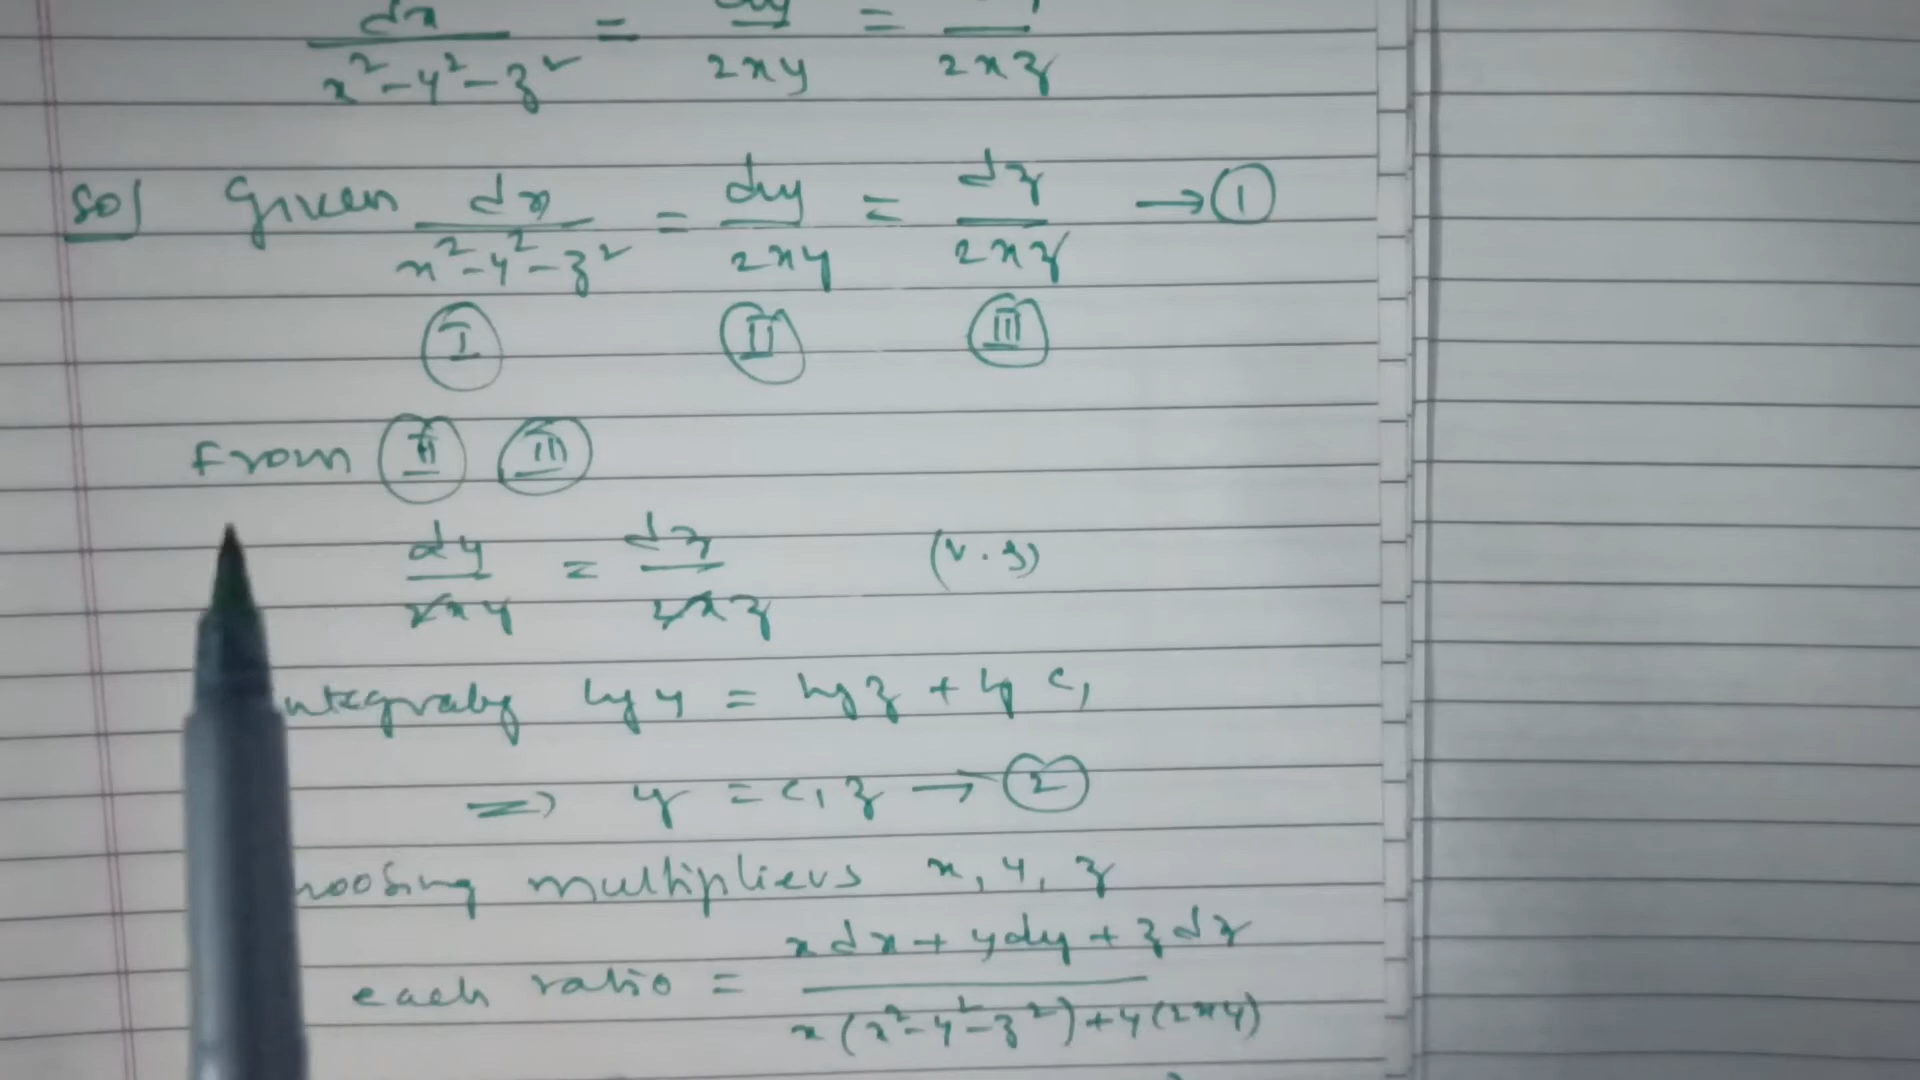 dx/(x²-y²-z²) = dy/2xy = /2xz
Sol Given dx/(x²-y²-z²) = dy/2xy = dz/2xz → ①
Ⅰ Ⅱ Ⅲ
From Ⅱ Ⅲ
dy/2xy = dz/2xz (v.s)
ntegratg log y = log z + log c₁
⇒ y = c₁z → ②
hoosing multipliers x, y, z
each ratio = (xdx+ydy+zdz)/(x(x²-y²-z²)+y(2xy)